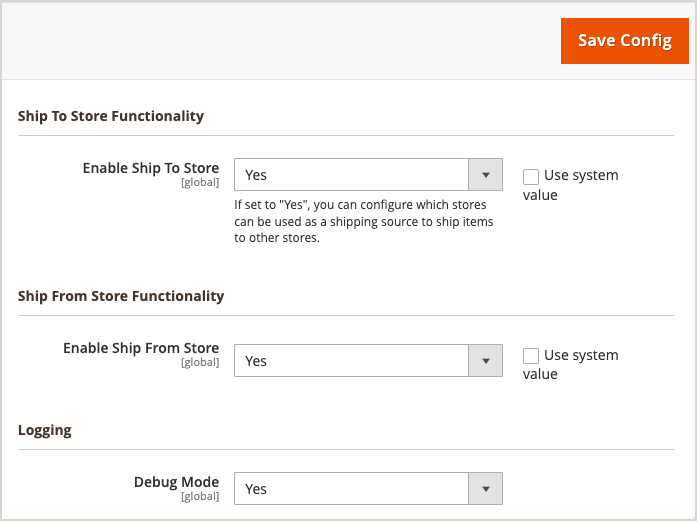 Save Config
Ship To Store Functionality
Enable Ship To Store
[global]
Yes
Use system
value
If set to "Yes", you can configure which stores
can be used as a shipping source to ship items
to other stores.
Ship From Store Functionality
Enable Ship From Store
[global]
Yes
Use system
value
Logging
Debug Mode
[global]
Yes